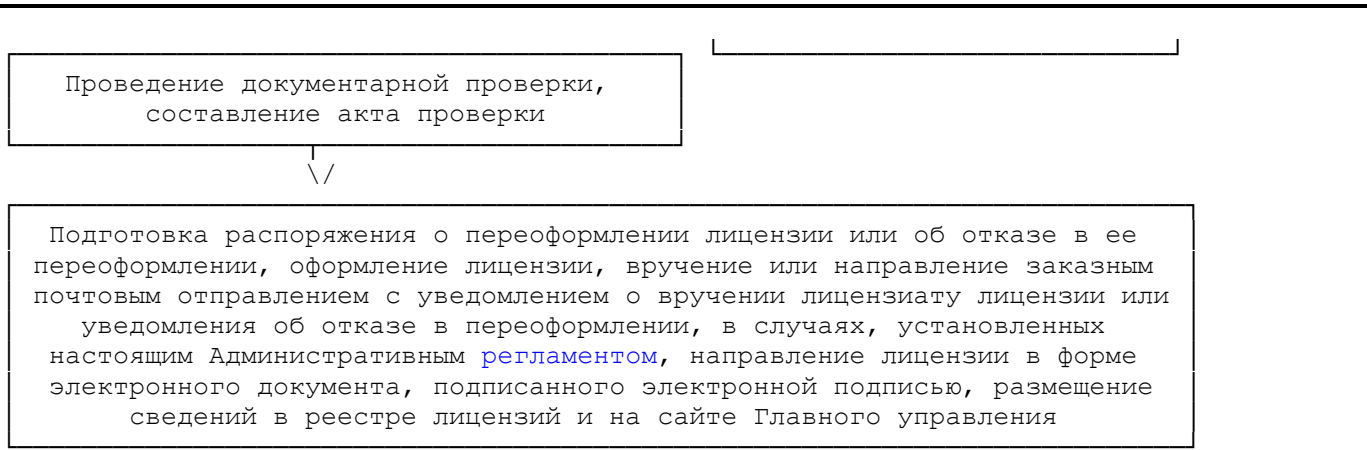 Проведение документарной проверки,
составление акта проверки
\/
Подготовка распоряжения о переоформлении лицензии или об отказе в ее
переоформлении, оформление лицензии, вручение или направление заказным
почтовым отправлением с уведомлением о вручении лицензиату лицензии или
уведомления об отказе в переоформлении, в случаях, установленных
настоящим Административным регламентом, направление лицензии в форме
электронного документа, подписанного электронной подписью, размещение
сведений в реестре лицензий и на сайте Главного управления